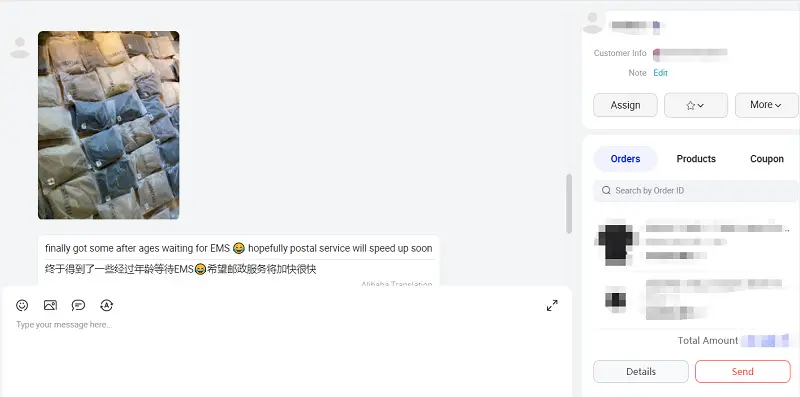 Customer Info
Note Edit
Assign
More
Orders Products Coupon
Search by Order ID
finally got some after ages waiting for EMS 😂 hopefully postal service will speed up soon
终于得到了一些经过年龄等待EMS😂希望邮政服务将加快很快
Alibaba Translation
Type your message here...
Total Amount
Details Send